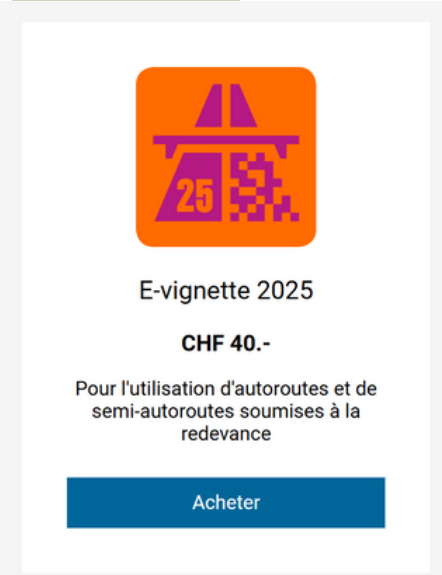 25
E-vignette 2025
CHF 40.-
Pour l'utilisation d'autoroutes et de
semi-autoroutes soumises à la
redevance
Acheter